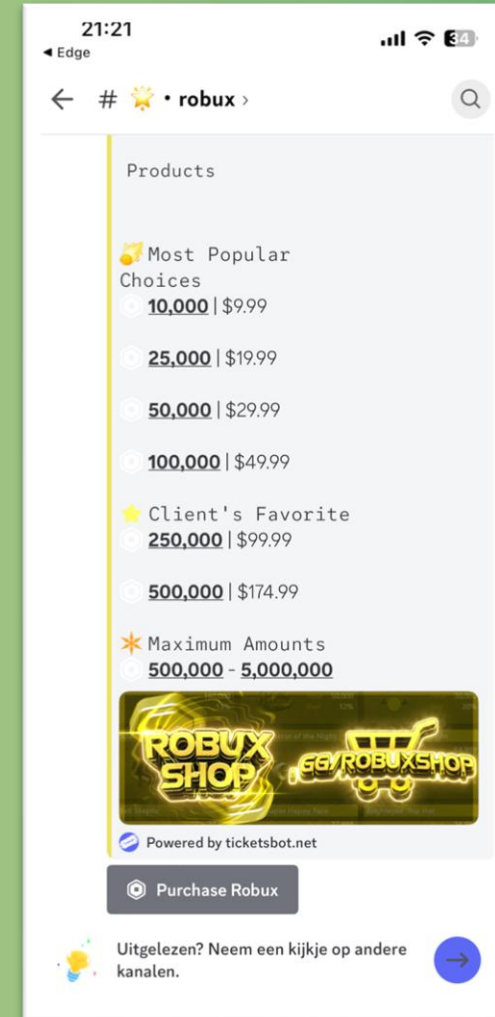 21:21
34
Edge
# • robux
Products
Most Popular
Choices
10,000 | $9.99
25,000 | $19.99
50,000 | $29.99
100,000 | $49.99
Client's Favorite
250,000 | $99.99
500,000 | $174.99
Maximum Amounts
500,000 - 5,000,000
ROBUX
SHOP
.GG/ROBUXSHOP
Powered by ticketsbot.net
Purchase Robux
Uitgelezen? Neem een kijkje op andere
kanalen.